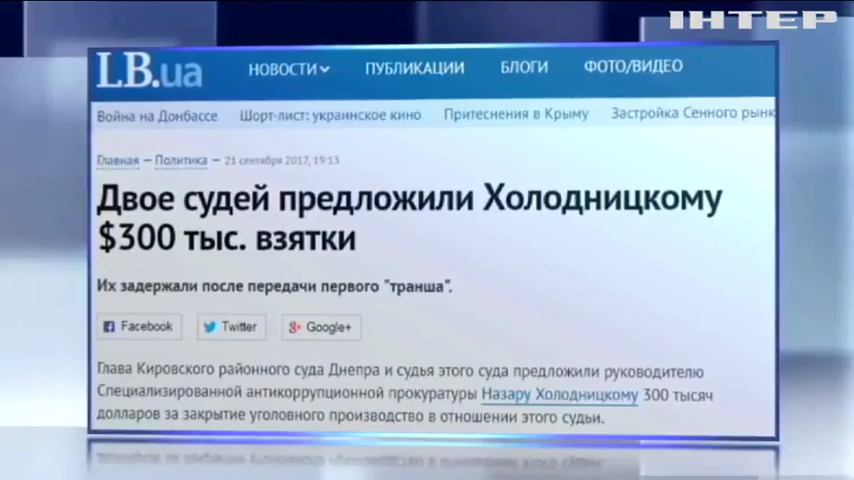 ІНТЕР
LB.ua
НОВОСТИ ПУБЛИКАЦИИ БЛОГИ ФОТО/ВИДЕО
Война на Донбассе Шорт-лист: украинское кино Притеснения в Крыму Застройка Сенного рынк
Главная — Политика — 21 сентября 2017, 19:13
Двое судей предложили Холодницкому
$300 тыс. взятки
Их задержали после передачи первого "транша".
Facebook Twitter Google+
Глава Кировского районного суда Днепра и судья этого суда предложили руководителю
Специализированной антикоррупционной прокуратуры Назару Холодницкому 300 тысяч
долларов за закрытие уголовного производство в отношении этого судьи.